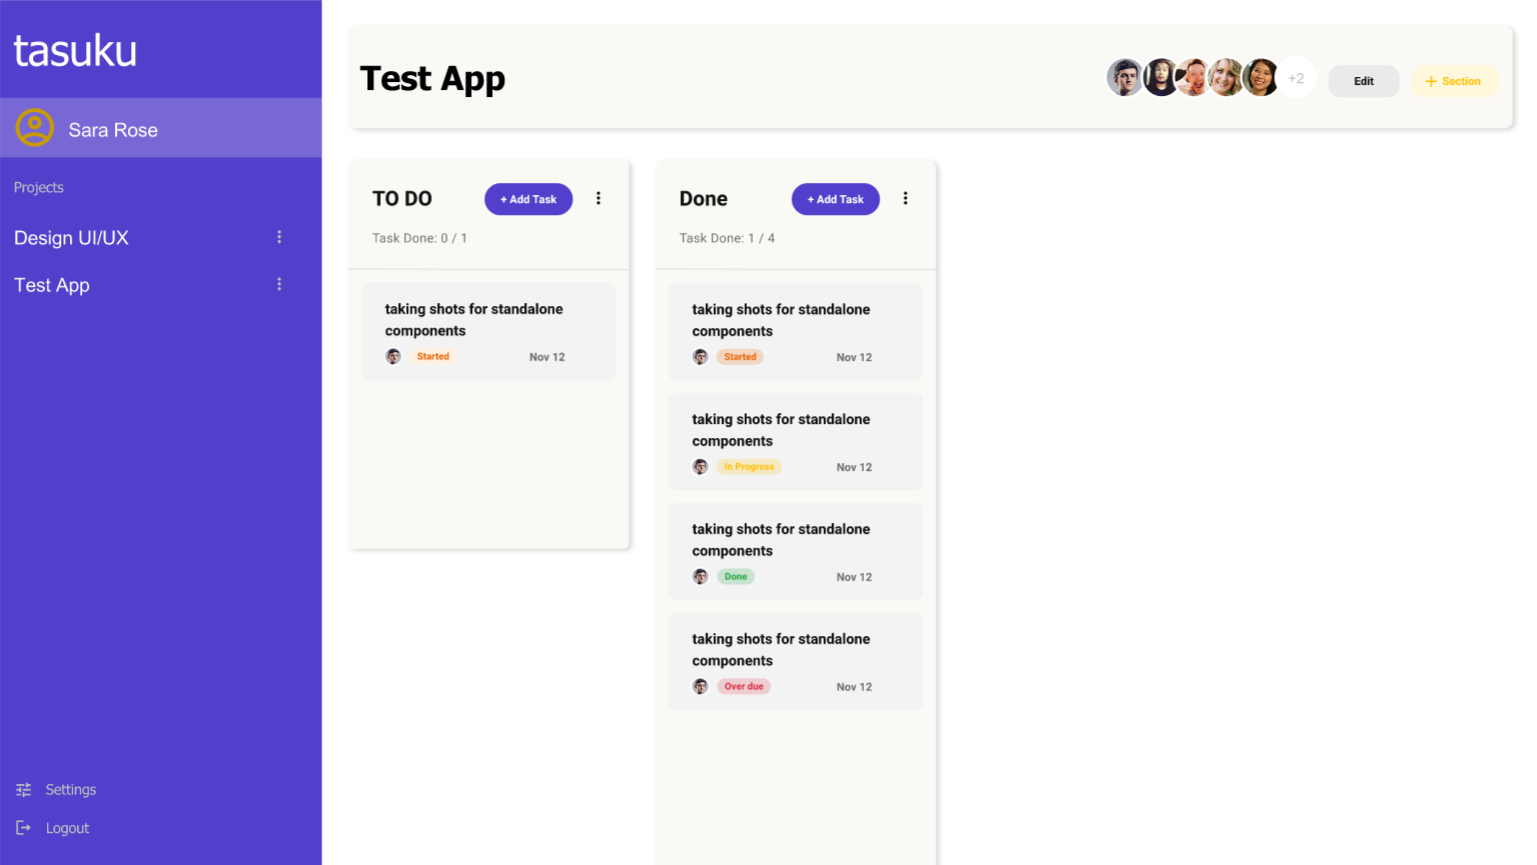 tasuku
Sara Rose
Projects
Design UI/UX
Test App
Settings
Logout
Test App
+2
Edit
+ Section
TO DO
+ Add Task
Task Done: 0 / 1
taking shots for standalone
components
Started
Nov 12
Done
+ Add Task
Task Done: 1 / 4
taking shots for standalone
components
Started
Nov 12
taking shots for standalone
components
In Progress
Nov 12
taking shots for standalone
components
Done
Nov 12
taking shots for standalone
components
Over due
Nov 12